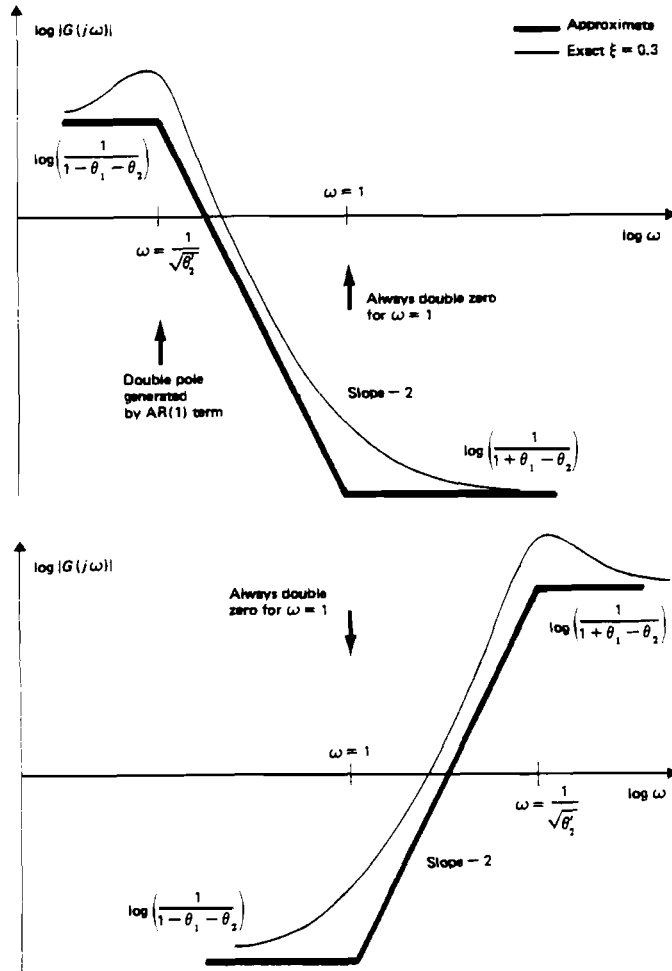 log |G(jω)|
Approximate
Exact ξ = 0.3
log(1/(1 − θ₁ − θ₂))
ω = 1
log ω
ω = 1/√θ₂′
Always double zero
for ω = 1
Double pole
generated
by AR(1) term
Slope − 2
log(1/(1 + θ₁ − θ₂))
log |G(jω)|
Always double
zero for ω = 1
log(1/(1 + θ₁ − θ₂))
ω = 1
ω = 1/√θ₂′
log ω
Slope − 2
log(1/(1 − θ₁ − θ₂))